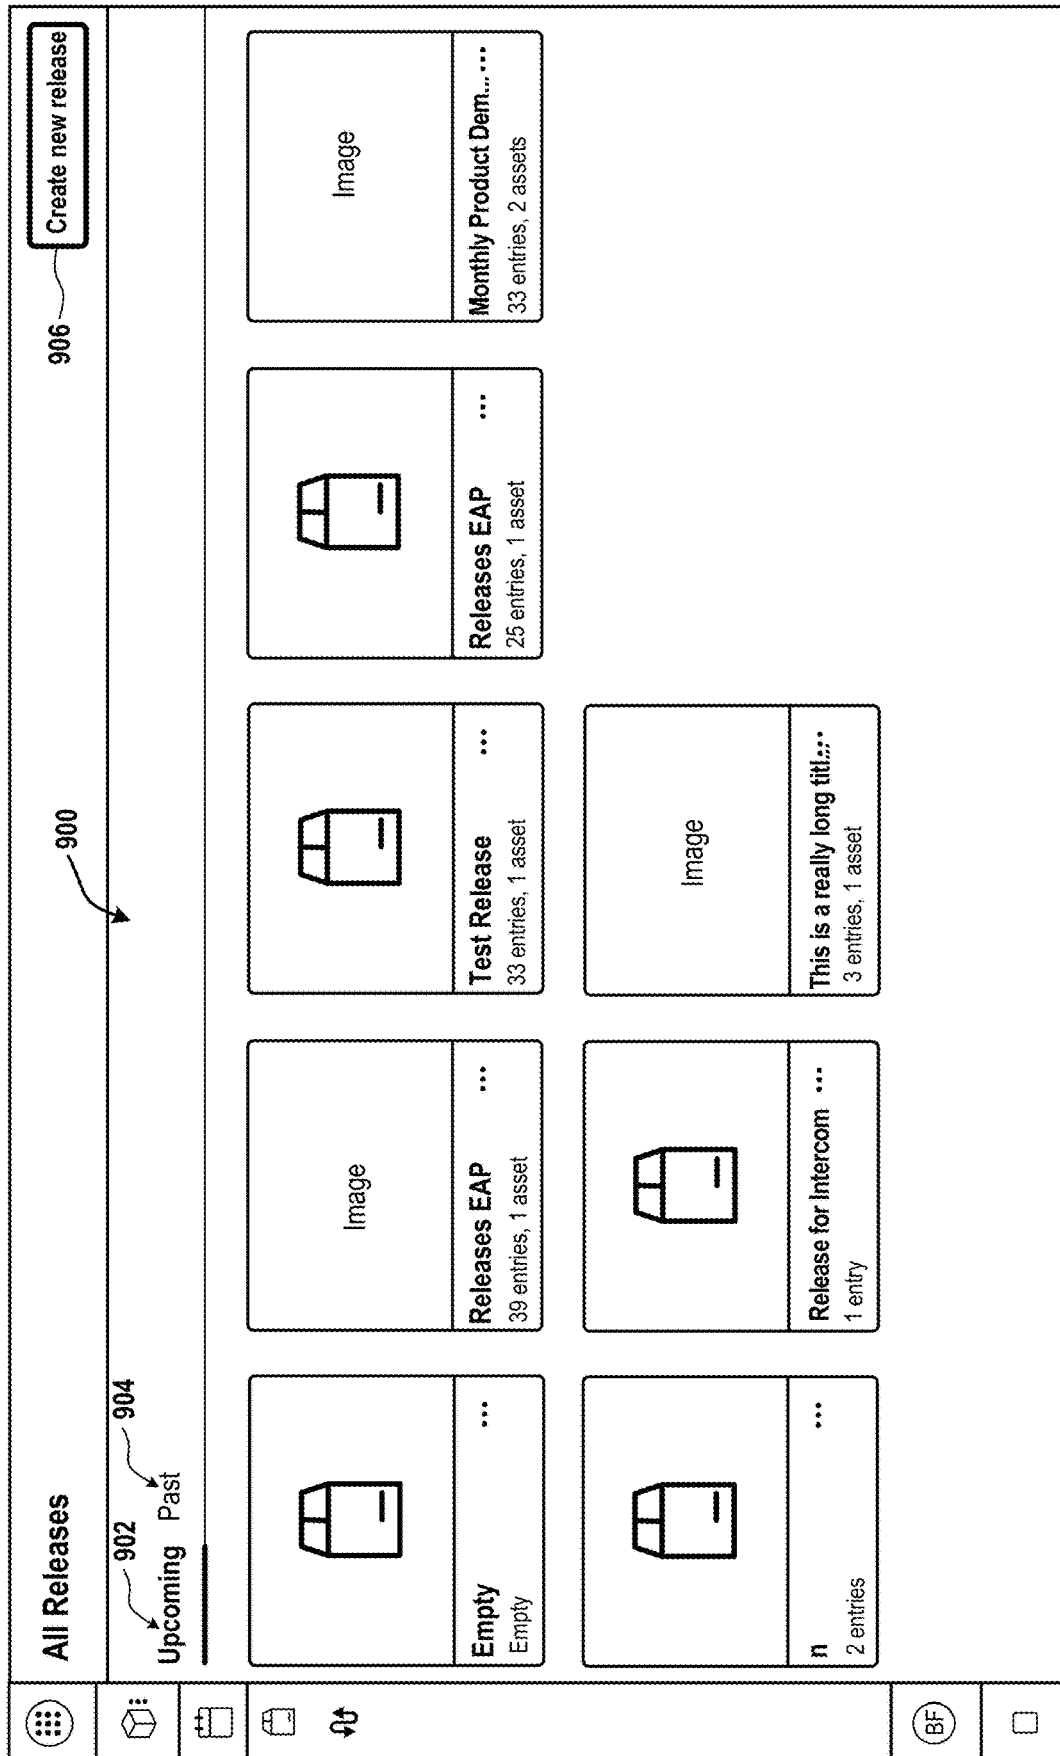 All Releases
906
Create new release
900
902
904
Upcoming Past
Image
Image
Empty
...
Releases EAP
...
Test Release
...
Releases EAP
...
Monthly Product Dem... ...
Empty
39 entries, 1 asset
33 entries, 1 asset
25 entries, 1 asset
33 entries, 2 assets
Image
n
...
Release for Intercom ...
This is a really long titl... ...
2 entries
1 entry
3 entries, 1 asset
BF